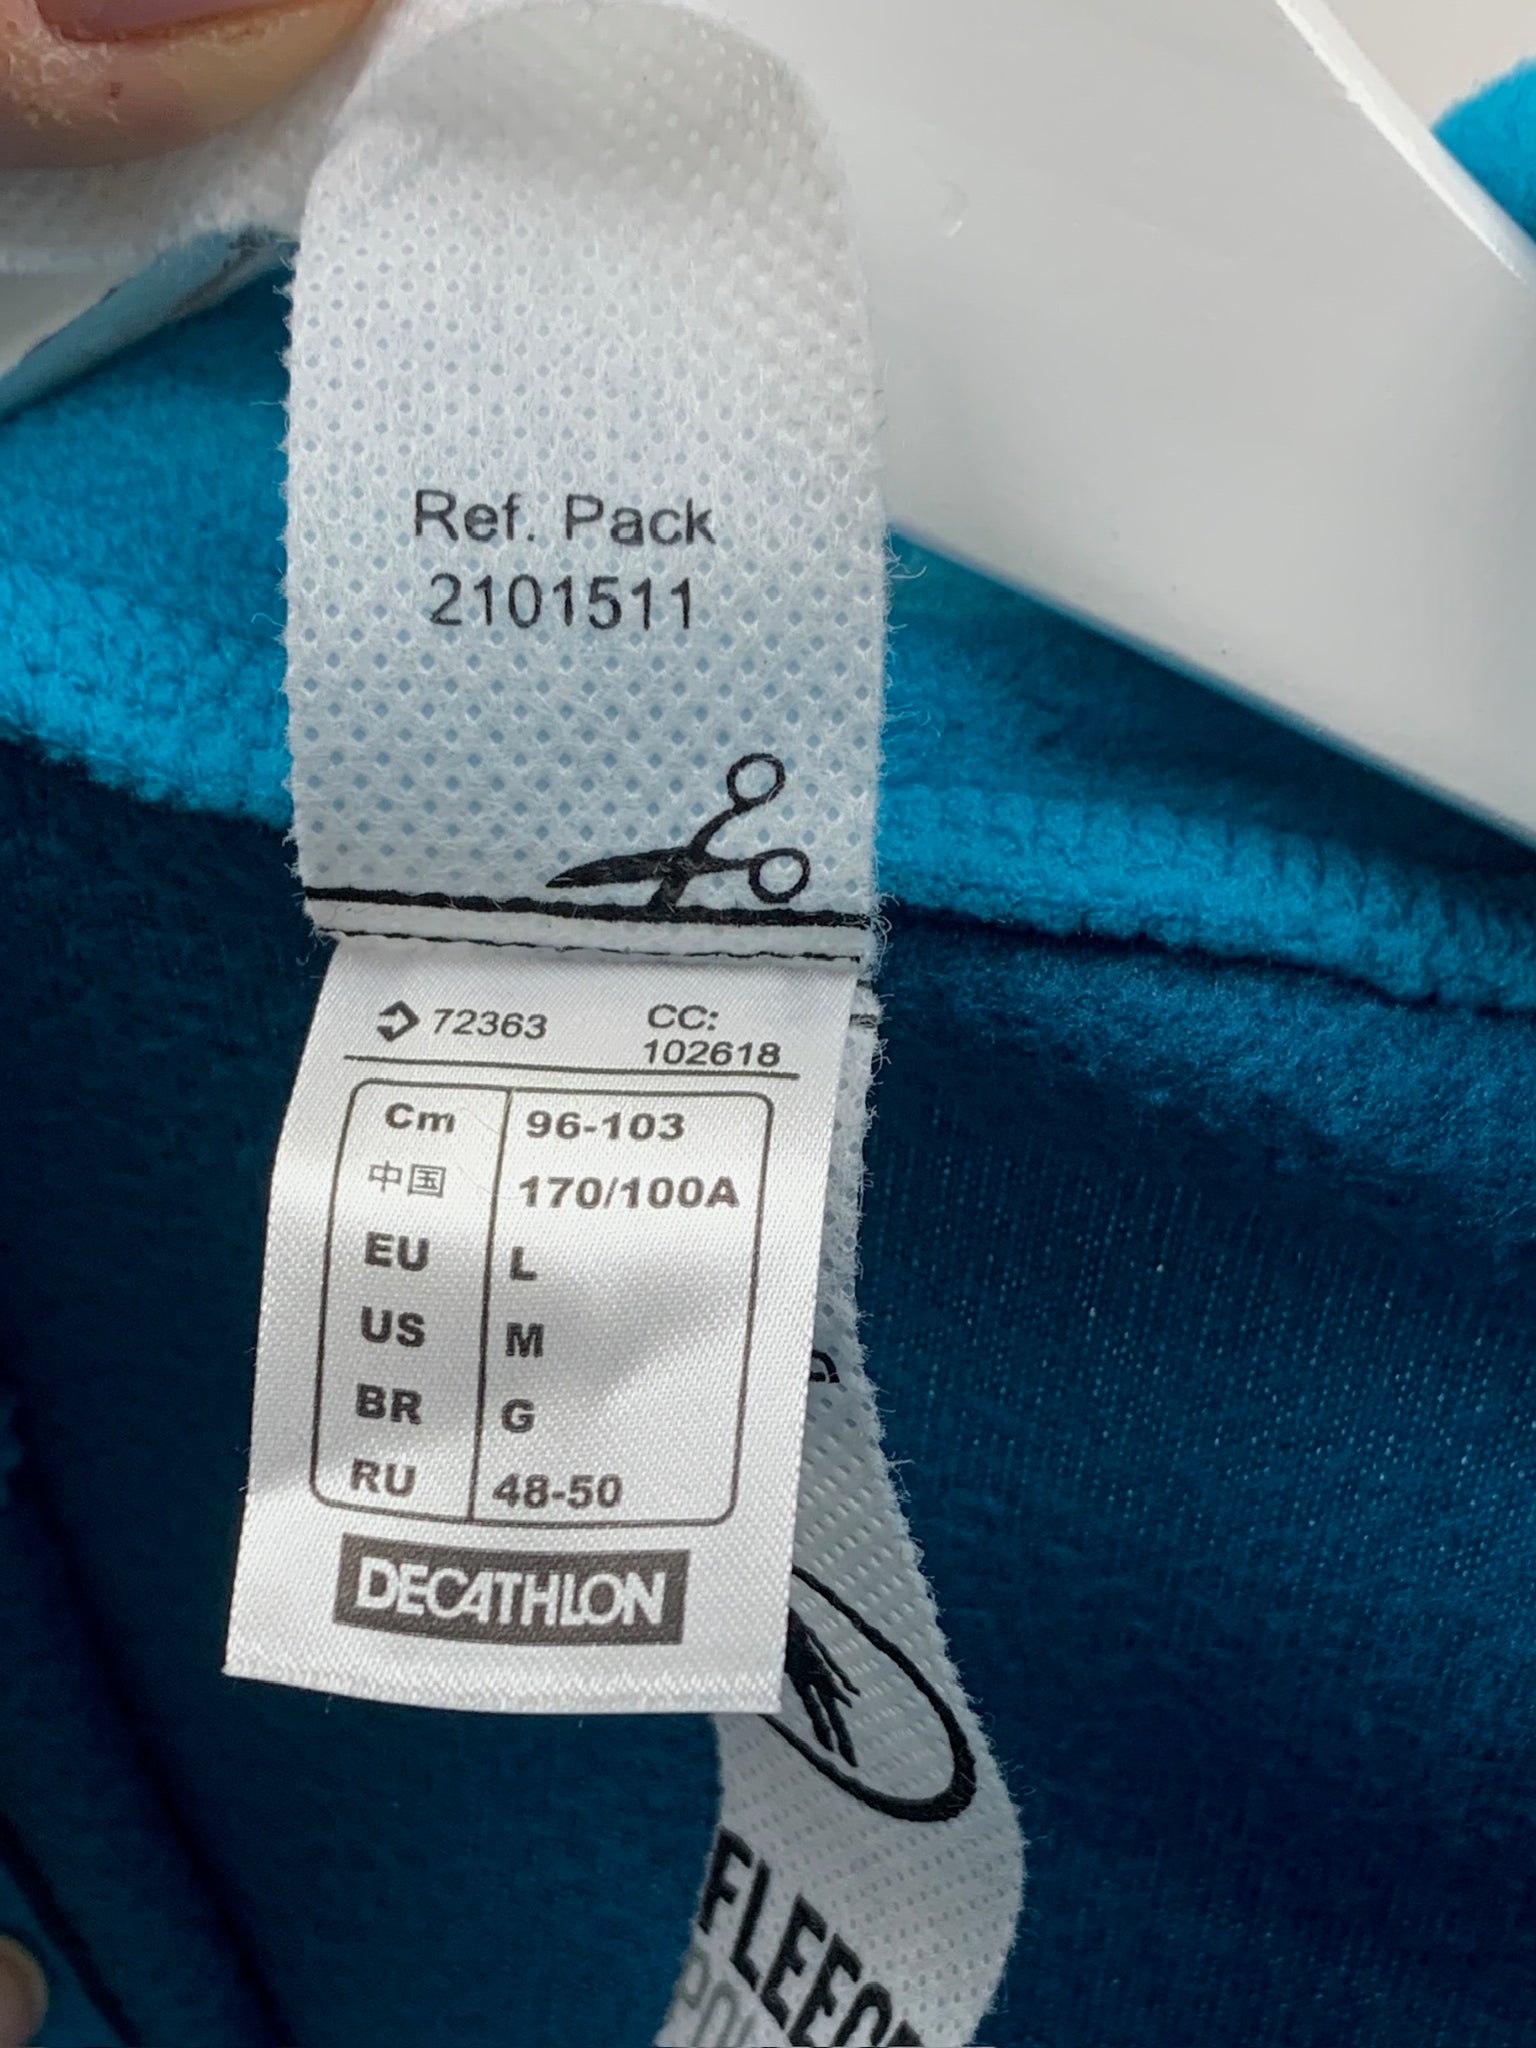 Ref. Pack
2101511
72363 CC: 102618
Cm 96-103
中国 170/100A
EU L
US M
BR G
RU 48-50
DECATHLON